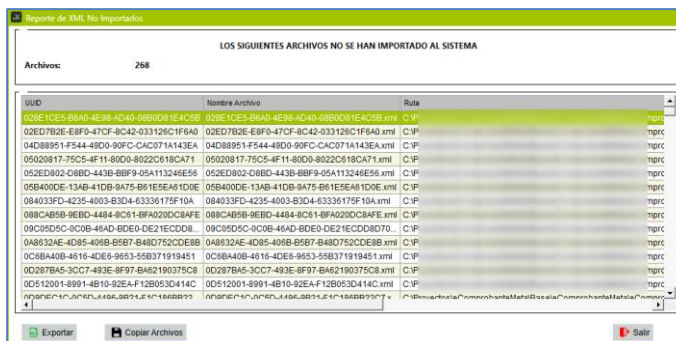 Reporte de XML No Importados
LOS SIGUIENTES ARCHIVOS NO SE HAN IMPORTADO AL SISTEMA
Archivos: 268
UUID Nombre Archivo Ruta
028E1CE5-B6A0-4E98-AD40-08B0D81E4C5B 028E1CE5-B6A0-4E98-AD40-08B0D81E4C5B.xml C:\P
02ED7B2E-E8F0-47CF-8C42-033126C1F6A0 02ED7B2E-E8F0-47CF-8C42-033126C1F6A0.xml C:\P
04D88951-F544-49D0-90FC-CAC071A143EA 04D88951-F544-49D0-90FC-CAC071A143EA.xml C:\P
05020817-75C5-4F11-80D0-8022C618CA71 05020817-75C5-4F11-80D0-8022C618CA71.xml C:\P
052ED802-D8BD-443B-BBF9-05A113246E56 052ED802-D8BD-443B-BBF9-05A113246E56.xml C:\P
05B400DE-13AB-41DB-9A75-B61E5EA61D0E 05B400DE-13AB-41DB-9A75-B61E5EA61D0E.xml C:\P
084033FD-4235-4003-B3D4-63336175F10A 084033FD-4235-4003-B3D4-63336175F10A.xml C:\P
088CAB5B-9EBD-4484-8C61-BFA020DC8AFE 088CAB5B-9EBD-4484-8C61-BFA020DC8AFE.xml C:\P
09C05D5C-0C0B-46AD-BDE0-DE21ECDD8... 09C05D5C-0C0B-46AD-BDE0-DE21ECDD8D70... C:\P
0A8632AE-4D85-406B-B5B7-B48D752CDE8B 0A8632AE-4D85-406B-B5B7-B48D752CDE8B.xml C:\P
0C6BA40B-4616-4DE6-9653-55B371919451 0C6BA40B-4616-4DE6-9653-55B371919451.xml C:\P
0D287BA5-3CC7-493E-8F97-BA62190375C8 0D287BA5-3CC7-493E-8F97-BA62190375C8.xml C:\P
0D512001-8991-4B10-92EA-F12B053D414C 0D512001-8991-4B10-92EA-F12B053D414C.xml C:\P
Exportar Copiar Archivos Salir